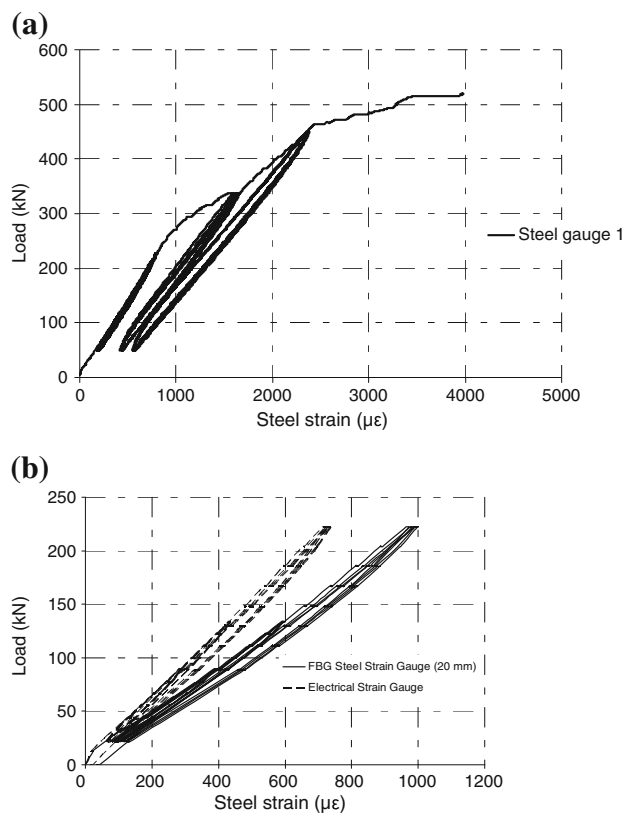 (a)
600
500
400
300
200
100
0
Load (kN)
Steel gauge 1
0 1000 2000 3000 4000 5000
Steel strain (με)
(b)
250
200
150
100
50
0
Load (kN)
FBG Steel Strain Gauge (20 mm)
Electrical Strain Gauge
0 200 400 600 800 1000 1200
Steel strain (με)